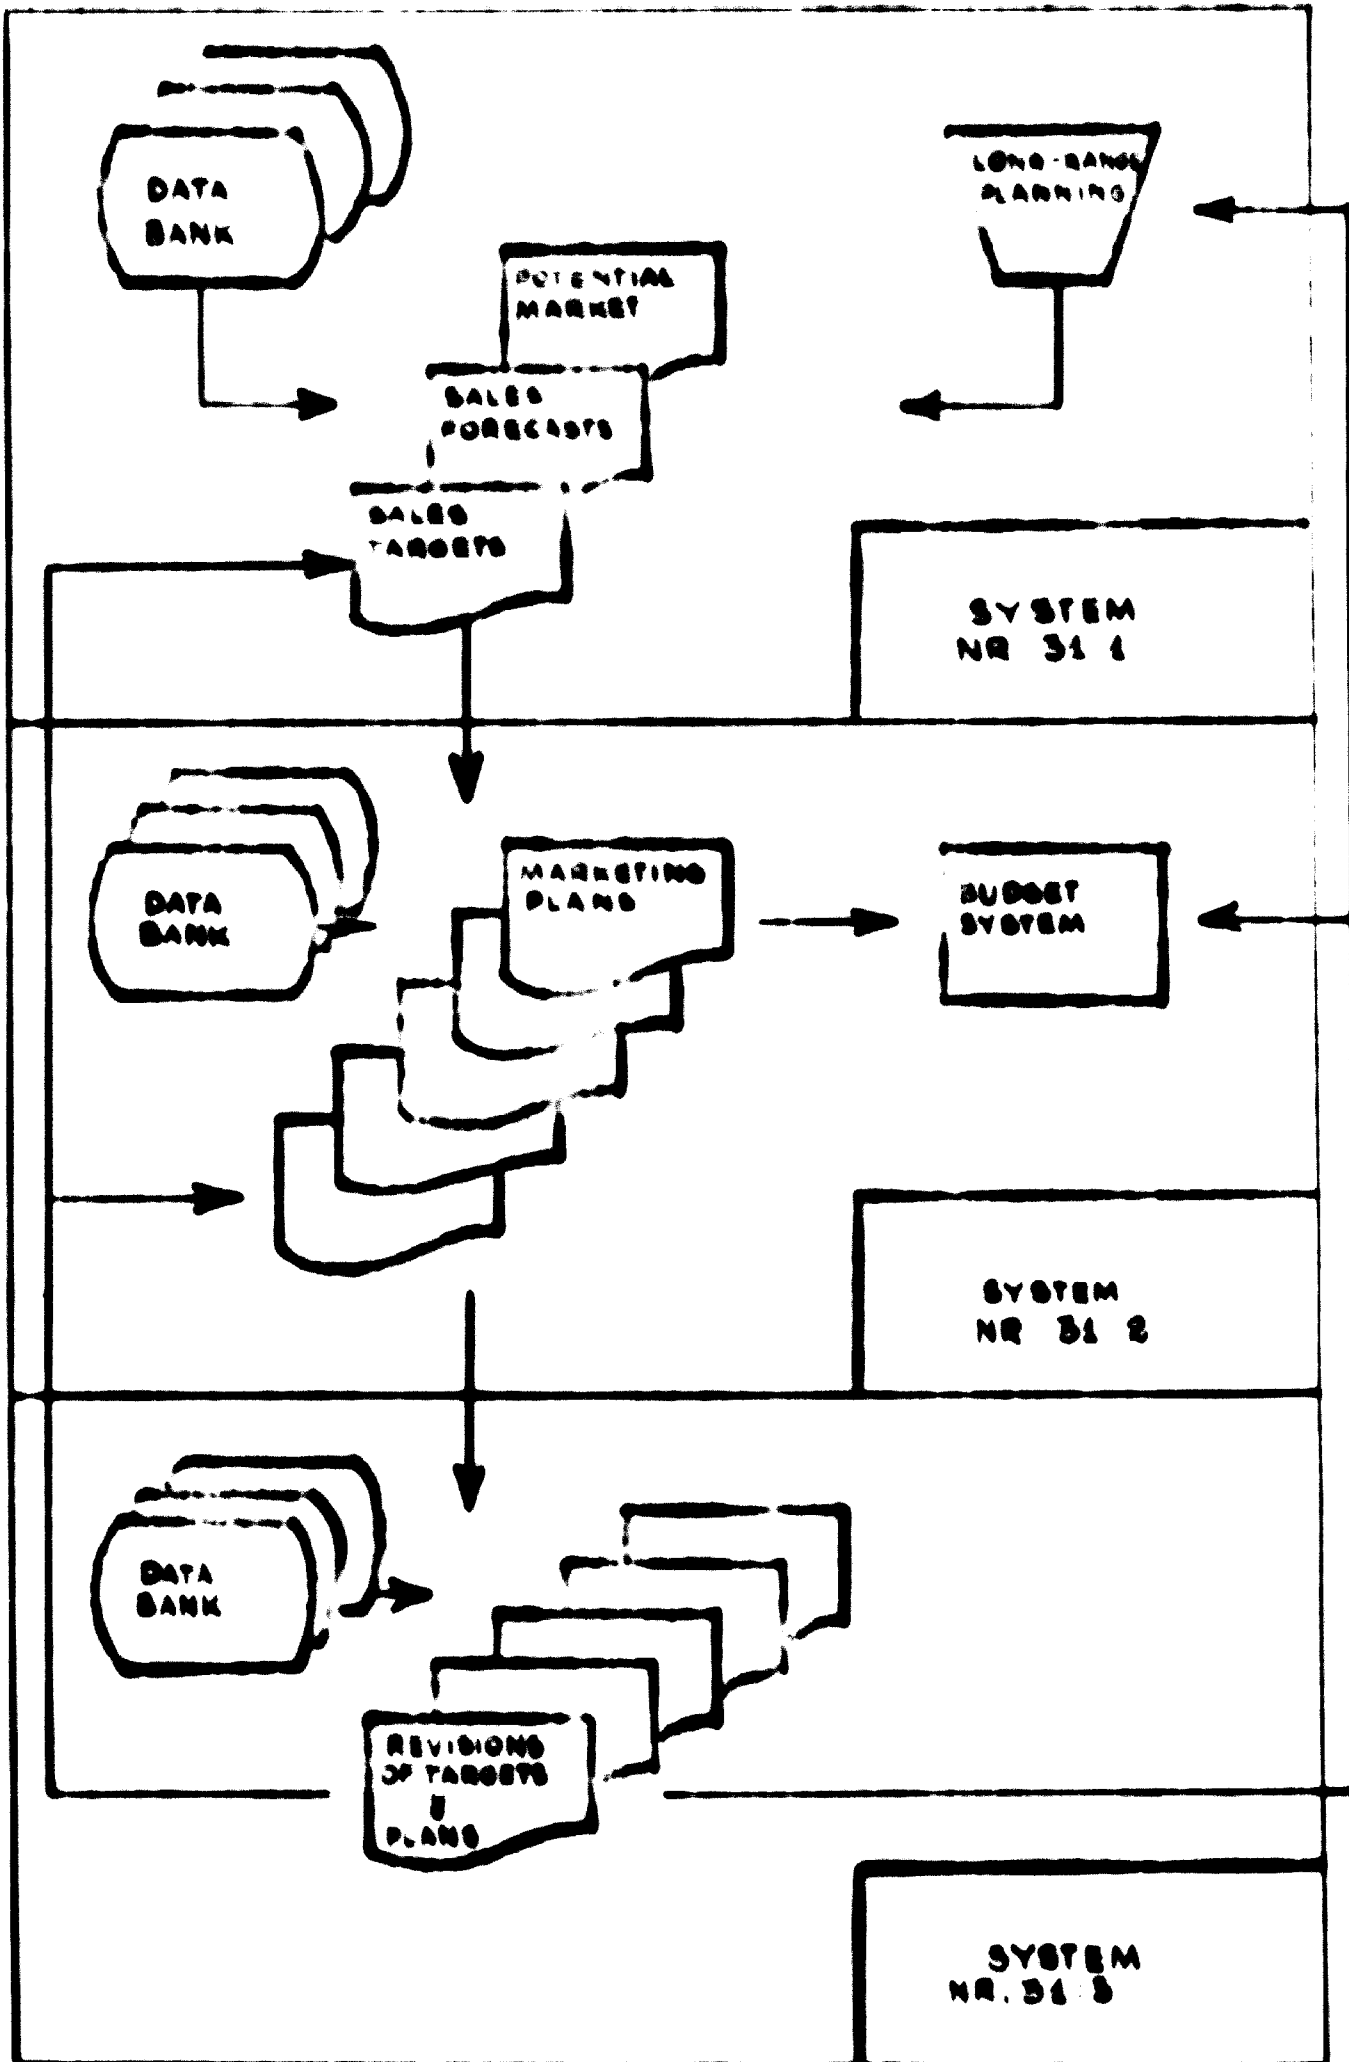 DATA
BANK
LONG-RANGE
PLANNING
POTENTIAL
MARKET
SALES
FORECASTS
SALES
TARGETS
SYSTEM
NR 31 1
DATA
BANK
MARKETING
PLANS
BUDGET
SYSTEM
SYSTEM
NR 31 2
DATA
BANK
REVISIONS
OF TARGETS
&
PLANS
SYSTEM
NR. 31 3